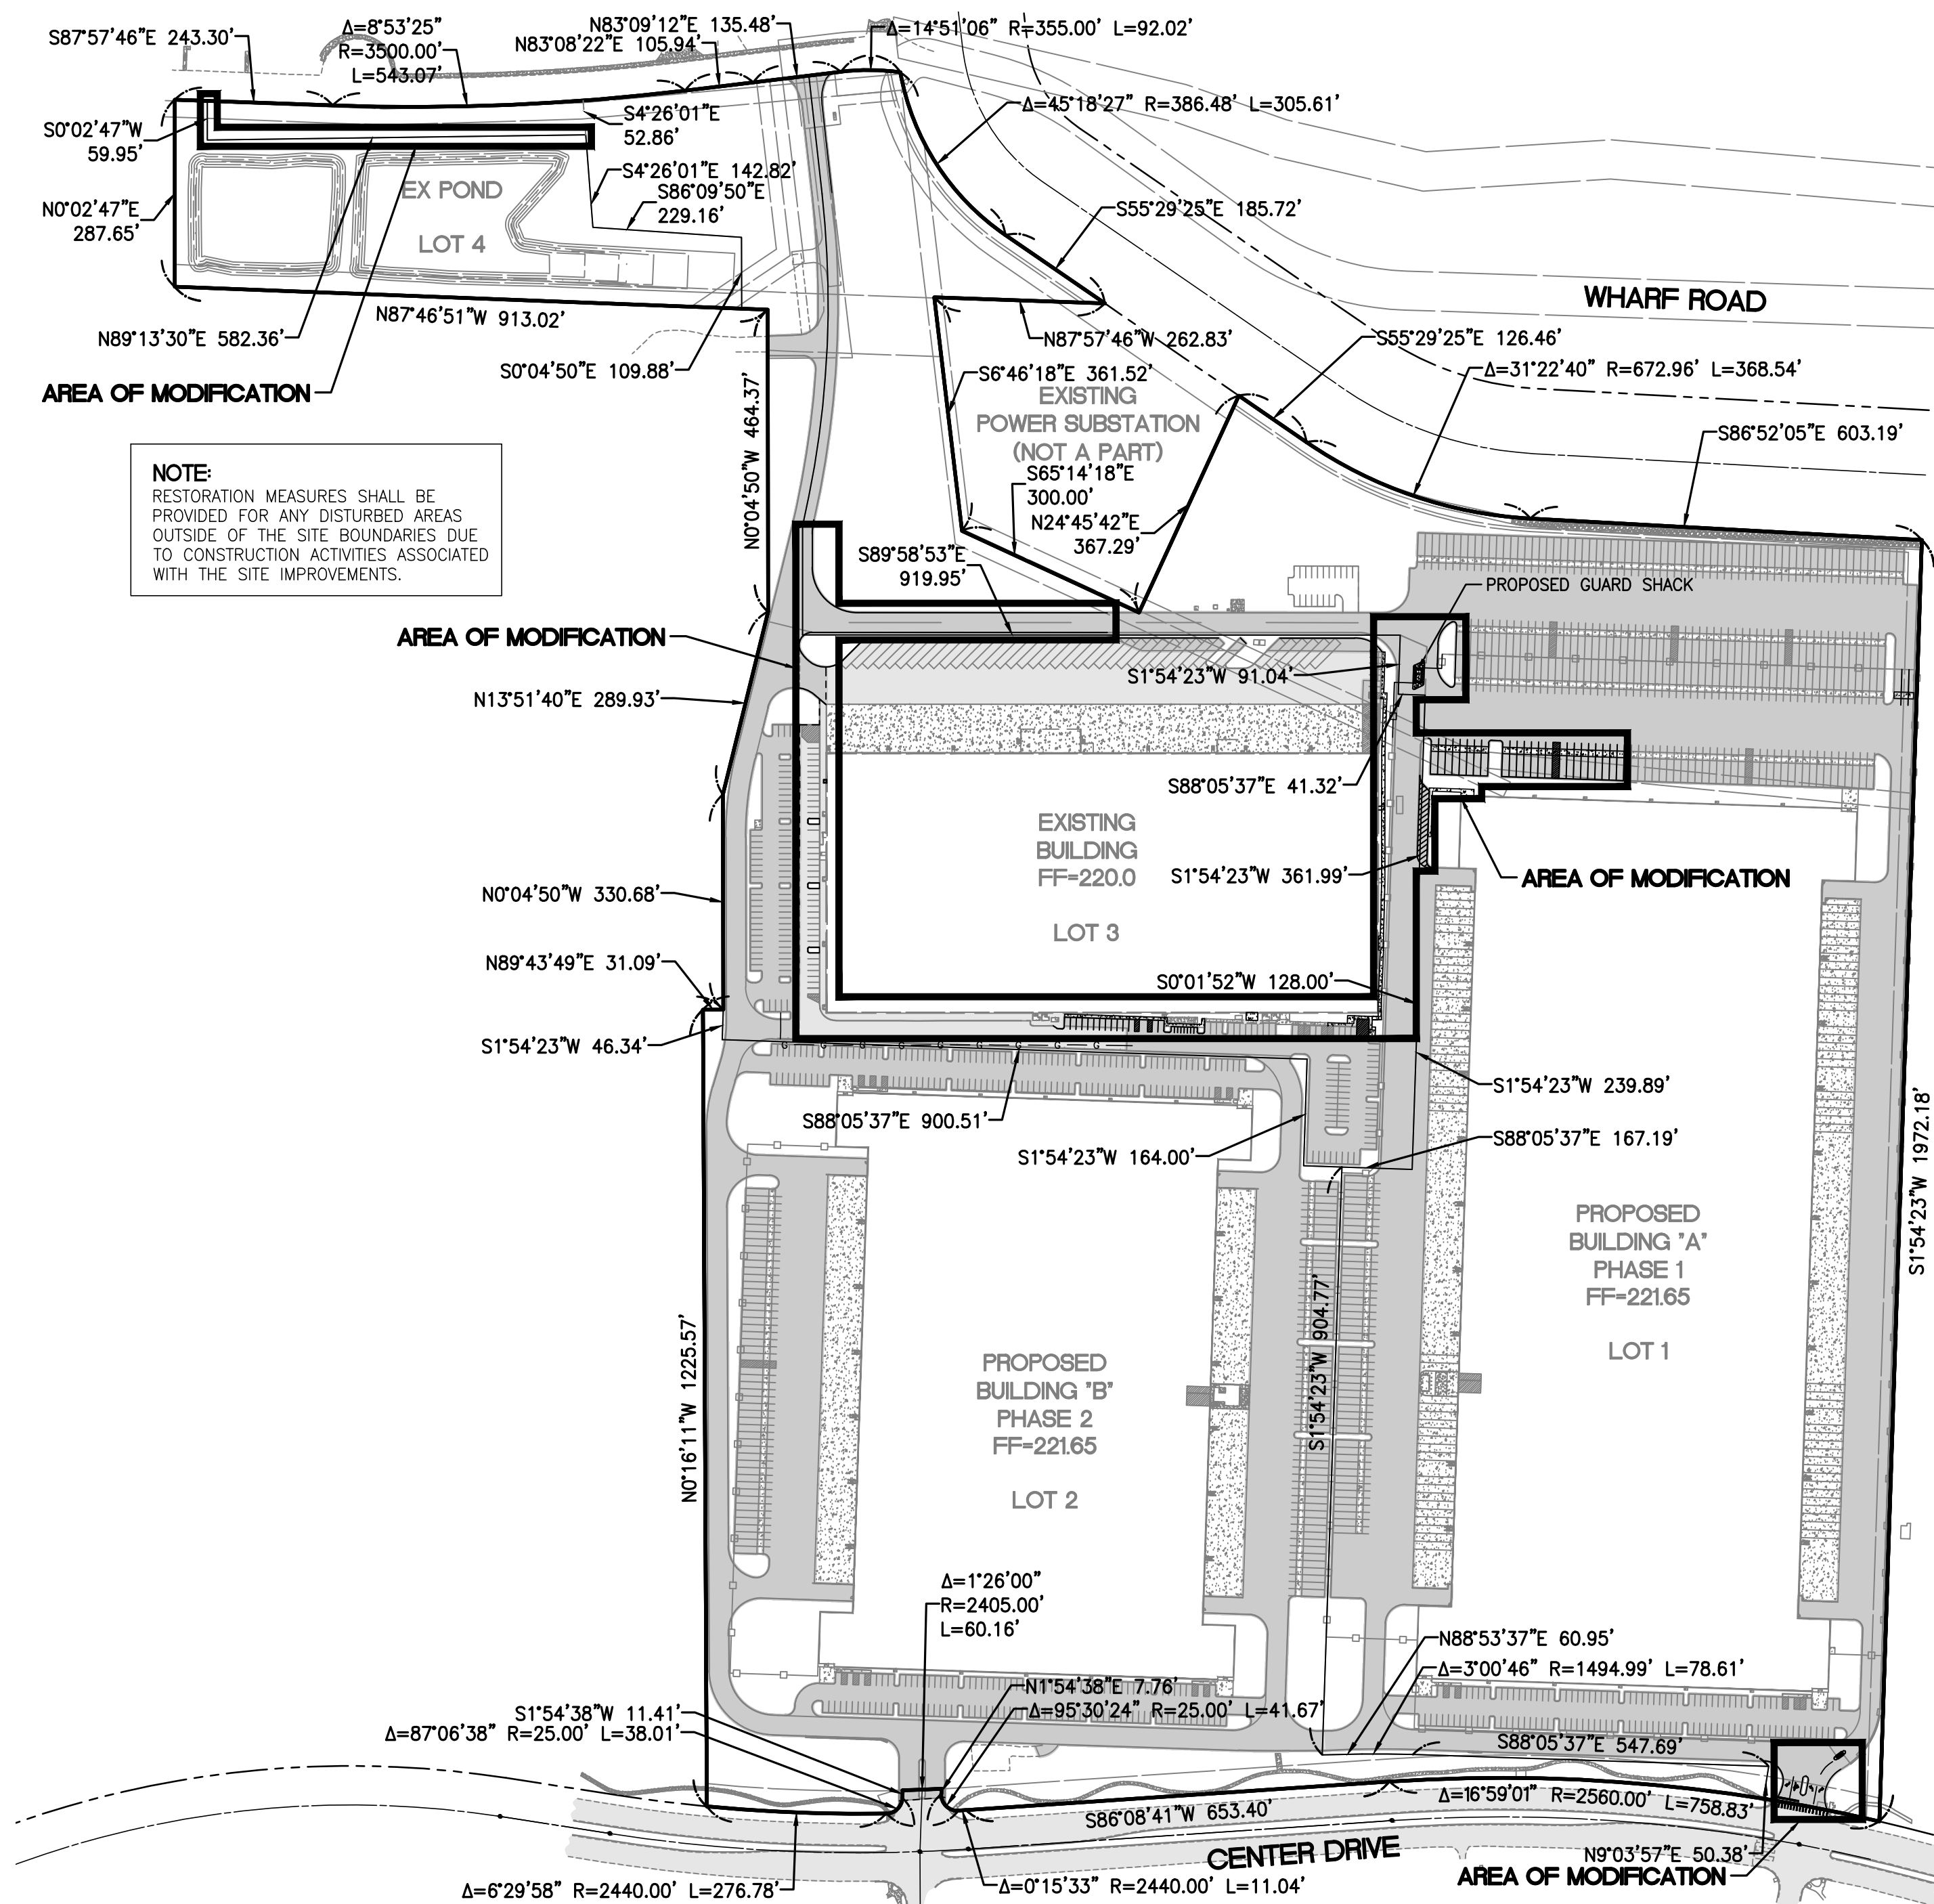 S87°57'46"E 243.30'
Δ=8°53'25"
R=3500.00'
L=543.07'
N83°09'12"E 135.48'
N83°08'22"E 105.94'
Δ=14°51'06" R=355.00' L=92.02'
Δ=45°18'27" R=386.48' L=305.61'
S0°02'47"W
59.95'
S4°26'01"E
52.86'
S4°26'01"E 142.82'
S86°09'50"E
229.16'
EX POND
LOT 4
N0°02'47"E
287.65'
S55°29'25"E 185.72'
WHARF ROAD
N87°46'51"W 913.02'
N89°13'30"E 582.36'
S0°04'50"E 109.88'
AREA OF MODIFICATION
N87°57'46"W 262.83'
S55°29'25"E 126.46'
Δ=31°22'40" R=672.96' L=368.54'
S6°46'18"E 361.52'
EXISTING
POWER SUBSTATION
(NOT A PART)
S65°14'18"E
300.00'
N24°45'42"E
367.29'
S86°52'05"E 603.19'
N0°04'50"W 464.37'
NOTE:
RESTORATION MEASURES SHALL BE
PROVIDED FOR ANY DISTURBED AREAS
OUTSIDE OF THE SITE BOUNDARIES DUE
TO CONSTRUCTION ACTIVITIES ASSOCIATED
WITH THE SITE IMPROVEMENTS.
S89°58'53"E
919.95'
PROPOSED GUARD SHACK
AREA OF MODIFICATION
S1°54'23"W 91.04'
N13°51'40"E 289.93'
S88°05'37"E 41.32'
EXISTING
BUILDING
FF=220.0
LOT 3
S1°54'23"W 361.99'
AREA OF MODIFICATION
N0°04'50"W 330.68'
N89°43'49"E 31.09'
S0°01'52"W 128.00'
S1°54'23"W 46.34'
G G G G G G G G G
S1°54'23"W 239.89'
S88°05'37"E 900.51'
S1°54'23"W 164.00'
S88°05'37"E 167.19'
S1°54'23"W 1972.18'
PROPOSED
BUILDING "A"
PHASE 1
FF=221.65
LOT 1
N0°16'11"W 1225.57'
S1°54'23"W 904.77'
PROPOSED
BUILDING "B"
PHASE 2
FF=221.65
LOT 2
Δ=1°26'00"
R=2405.00'
L=60.16'
N88°53'37"E 60.95'
Δ=3°00'46" R=1494.99' L=78.61'
N1°54'38"E 7.76'
S1°54'38"W 11.41'
Δ=95°30'24" R=25.00' L=41.67'
Δ=87°06'38" R=25.00' L=38.01'
S88°05'37"E 547.69'
Δ=16°59'01" R=2560.00' L=758.83'
S86°08'41"W 653.40'
CENTER DRIVE
N9°03'57"E 50.38'
AREA OF MODIFICATION
Δ=6°29'58" R=2440.00' L=276.78'
Δ=0°15'33" R=2440.00' L=11.04'